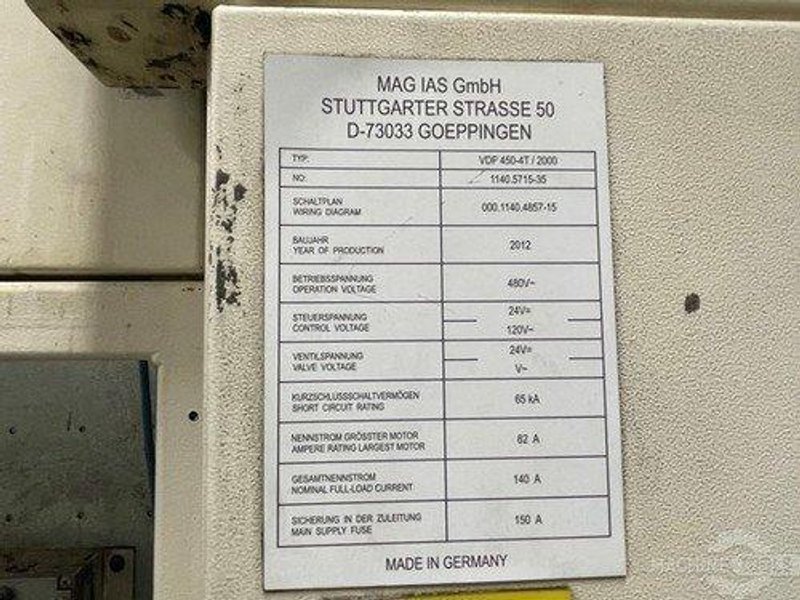 MAG IAS GmbH
STUTTGARTER STRASSE 50
D-73033 GOEPPINGEN
TYP: VDF 450-4T / 2000
NO: 1140.5715-35
SCHALTPLAN
WIRING DIAGRAM 000.1140.4857-15
BAUJAHR
YEAR OF PRODUCTION 2012
BETRIEBSSPANNUNG
OPERATION VOLTAGE 480V~
STEUERSPANNUNG 24V=
CONTROL VOLTAGE 120V~
VENTILSPANNUNG 24V=
VALVE VOLTAGE V~
KURZSCHLUSSSCHALTVERMÖGEN
SHORT CIRCUIT RATING 65 kA
NENNSTROM GRÖSSTER MOTOR
AMPERE RATING LARGEST MOTOR 82 A
GESAMTNENNSTROM
NOMINAL FULL-LOAD CURRENT 140 A
SICHERUNG IN DER ZULEITUNG
MAIN SUPPLY FUSE 150 A
MADE IN GERMANY